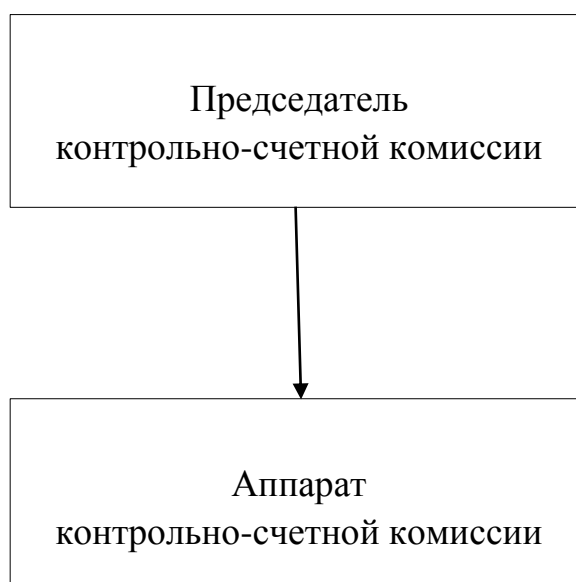 Председатель
контрольно-счетной комиссии
Аппарат
контрольно-счетной комиссии